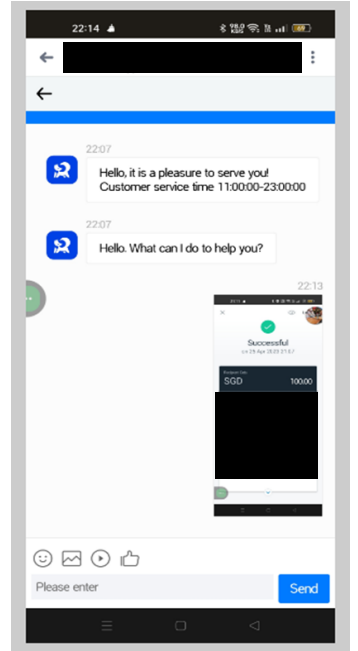 22:14
22:07
Hello, it is a pleasure to serve you!
Customer service time 11:00:00-23:00:00
22:07
Hello. What can I do to help you?
22:13
Successful
SGD
100.00
Please enter
Send